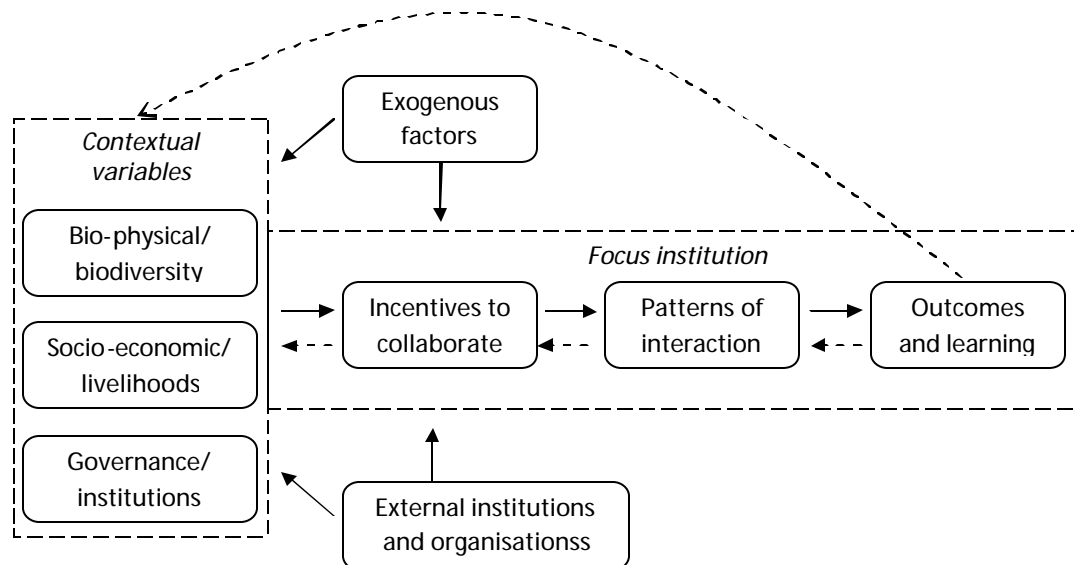 Exogenous
factors
Contextual
variables
Bio-physical/
biodiversity
Socio-economic/
livelihoods
Governance/
institutions
Focus institution
Incentives to
collaborate
Patterns of
interaction
Outcomes
and learning
External institutions
and organisationss